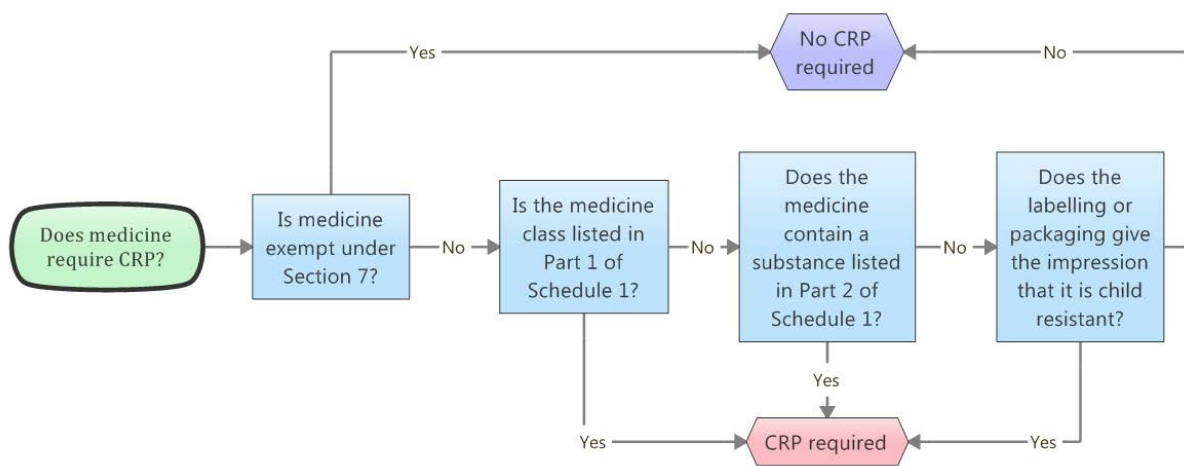 Yes
No CRP
required
No
Does medicine
require CRP?
Is medicine
exempt under
Section 7?
No
Is the medicine
class listed in
Part 1 of
Schedule 1?
No
Does the
medicine
contain a
substance listed
in Part 2 of
Schedule 1?
No
Does the
labelling or
packaging give
the impression
that it is child
resistant?
Yes
Yes
CRP required
Yes